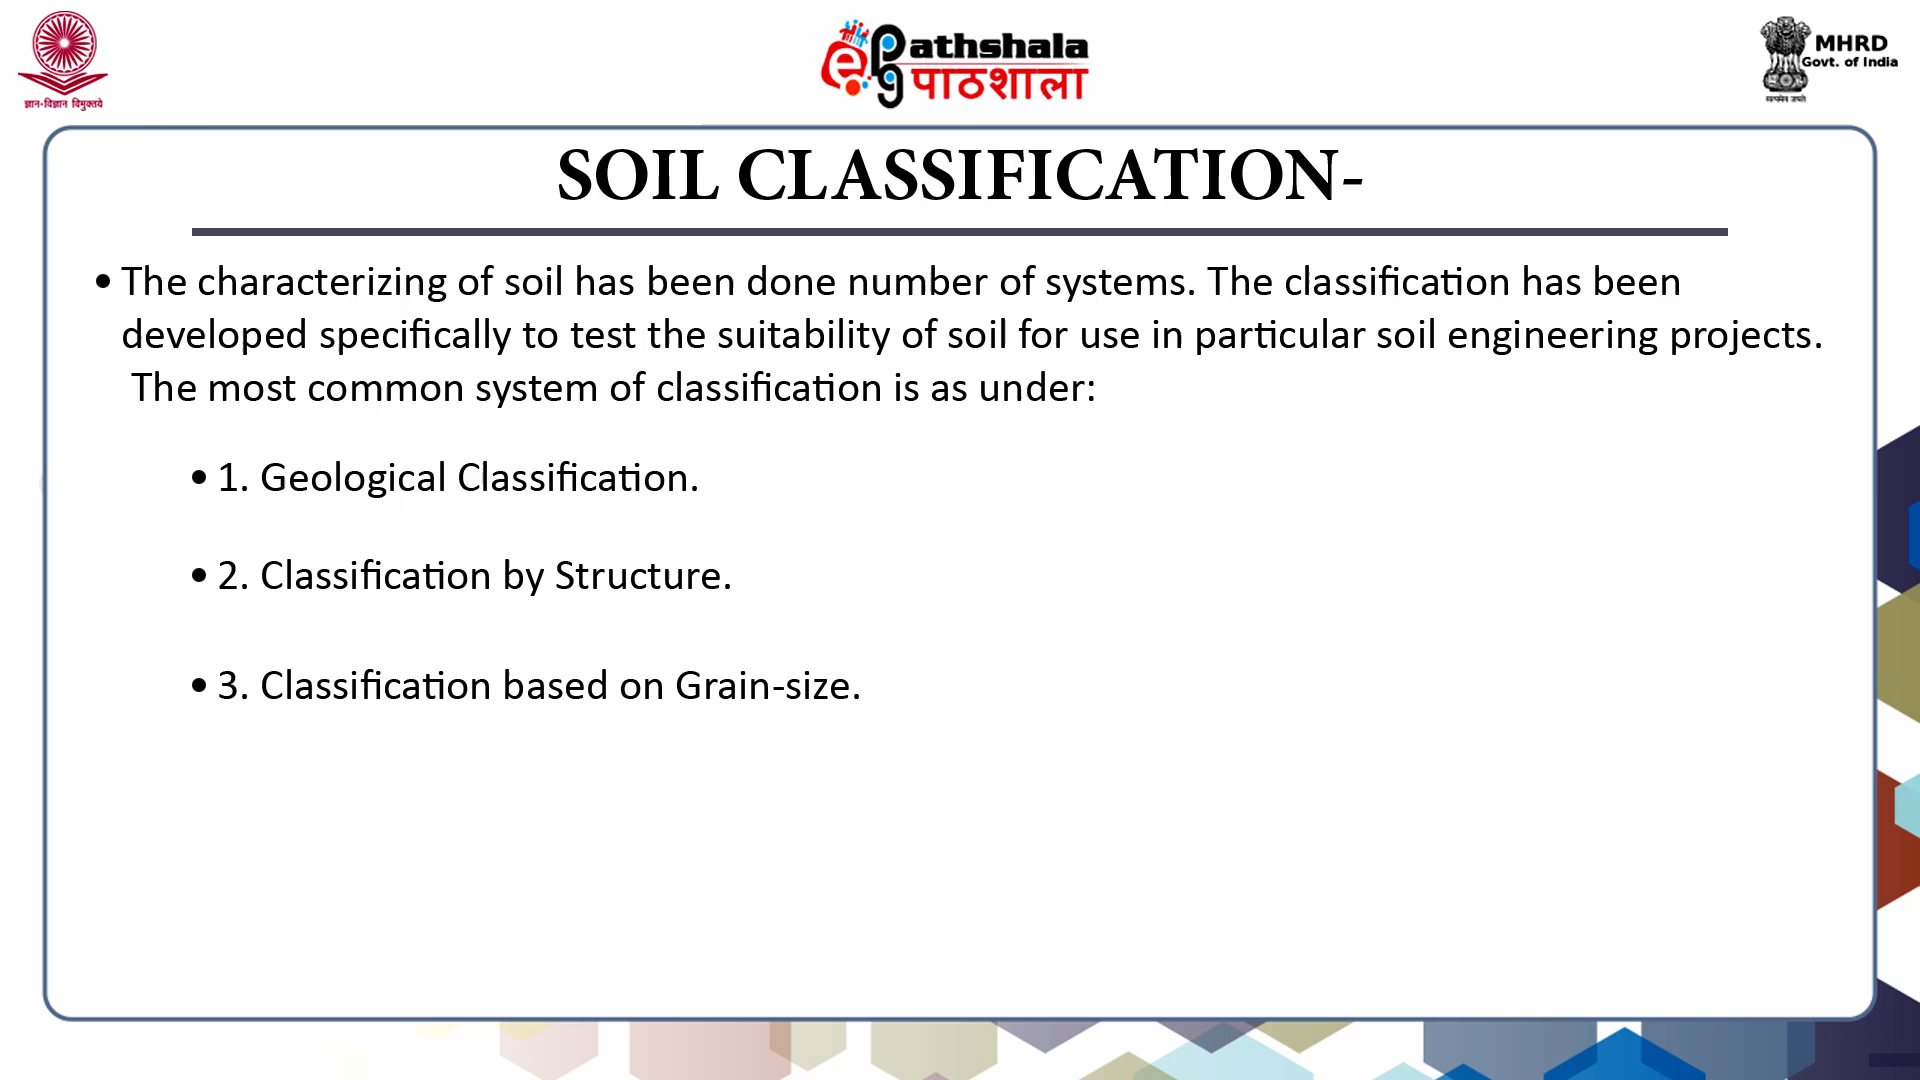 ज्ञान-विज्ञान विमुक्तये
ePathshala
पाठशाला
MHRD
Govt. of India
सत्यमेव जयते
SOIL CLASSIFICATION-
• The characterizing of soil has been done number of systems. The classification has been
developed specifically to test the suitability of soil for use in particular soil engineering projects.
The most common system of classification is as under:
• 1. Geological Classification.
• 2. Classification by Structure.
• 3. Classification based on Grain-size.